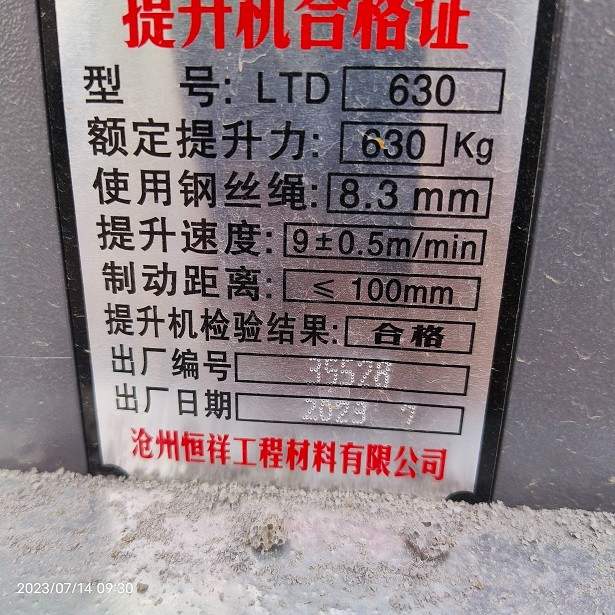 提升机合格证
型 号: LTD 630
额定提升力: 630 Kg
使用钢丝绳: 8.3 mm
提升速度: 9±0.5m/min
制动距离: ≤ 100mm
提升机检验结果: 合格
出厂编号 35528
出厂日期 2023 7
沧州恒祥工程材料有限公司
2023/07/14 09:30